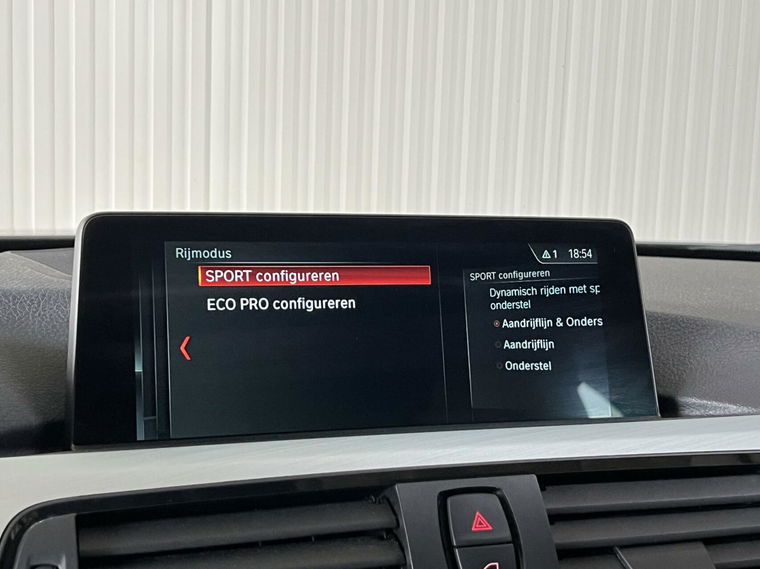 Rijmodus
1 18:54
SPORT configureren
ECO PRO configureren
SPORT configureren
Dynamisch rijden met sp
onderstel
Aandrijflijn & Onders
Aandrijflijn
Onderstel